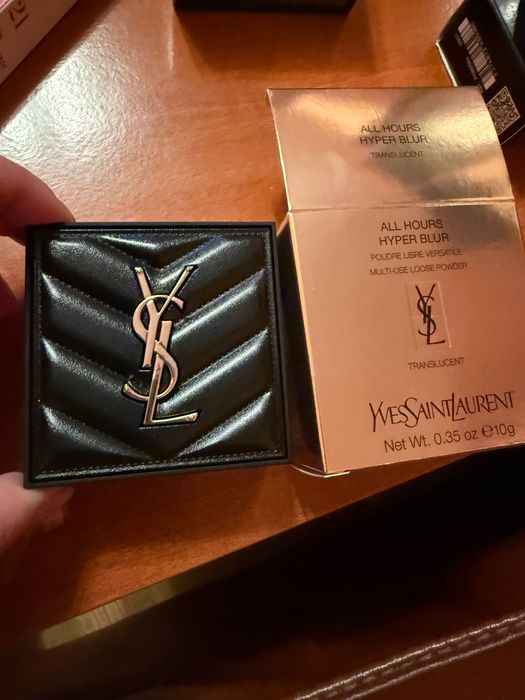 ALL HOURS
HYPER BLUR
TRANSLUCENT
ALL HOURS
HYPER BLUR
POUDRE LIBRE VERSATILE
MULTI-USE LOOSE POWDER
YSL
TRANSLUCENT
YVESSAINTLAURENT
Net Wt. 0.35 oz ℮10g
YSL